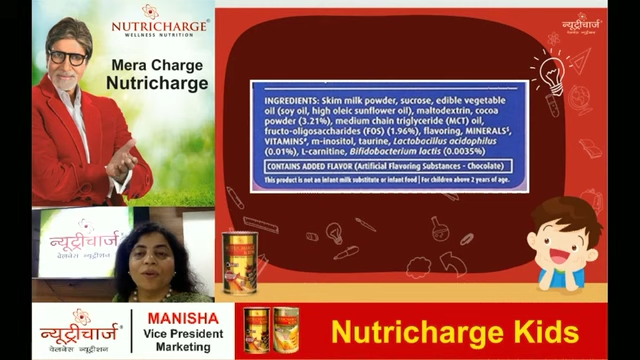 NUTRICHARGE®
WELLNESS NUTRITION
Mera Charge
Nutricharge
न्यूट्रीचार्ज®
वेलनेस न्यूट्रीशन
INGREDIENTS: Skim milk powder, sucrose, edible vegetable
oil (soy oil, high oleic sunflower oil), maltodextrin, cocoa
powder (3.21%), medium chain triglyceride (MCT) oil,
fructo-oligosaccharides (FOS) (1.96%), flavoring, MINERALS§,
VITAMINS#, m-inositol, taurine, Lactobacillus acidophilus
(0.01%), L-carnitine, Bifidobacterium lactis (0.0035%)
CONTAINS ADDED FLAVOR (Artificial Flavoring Substances - Chocolate)
This product is not an infant milk substitute or infant food | For children above 2 years of age.
NUTRICHARGE
न्यूट्रीचार्ज
वेलनेस न्यूट्रीशन
न्यूट्रीचार्ज®
वेलनेस न्यूट्रीशन
MANISHA
Vice President
Marketing
Nutricharge Kids